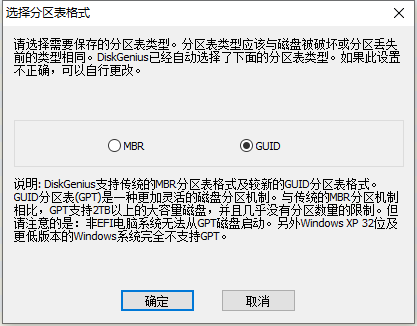 选择分区表格式
请选择需要保存的分区表类型。分区表类型应该与磁盘被破坏或分区丢失
前的类型相同。DiskGenius已经自动选择了下面的分区表类型。如果此设置
不正确，可以自行更改。
MBR
GUID
说明: DiskGenius支持传统的MBR分区表格式及较新的GUID分区表格式。
GUID分区表(GPT)是一种更加灵活的磁盘分区机制。与传统的MBR分区机制
相比，GPT支持2TB以上的大容量磁盘，并且几乎没有分区数量的限制。但
请注意的是：非EFI电脑系统无法从GPT磁盘启动。另外Windows XP 32位及
更低版本的Windows系统完全不支持GPT。
确定
取消